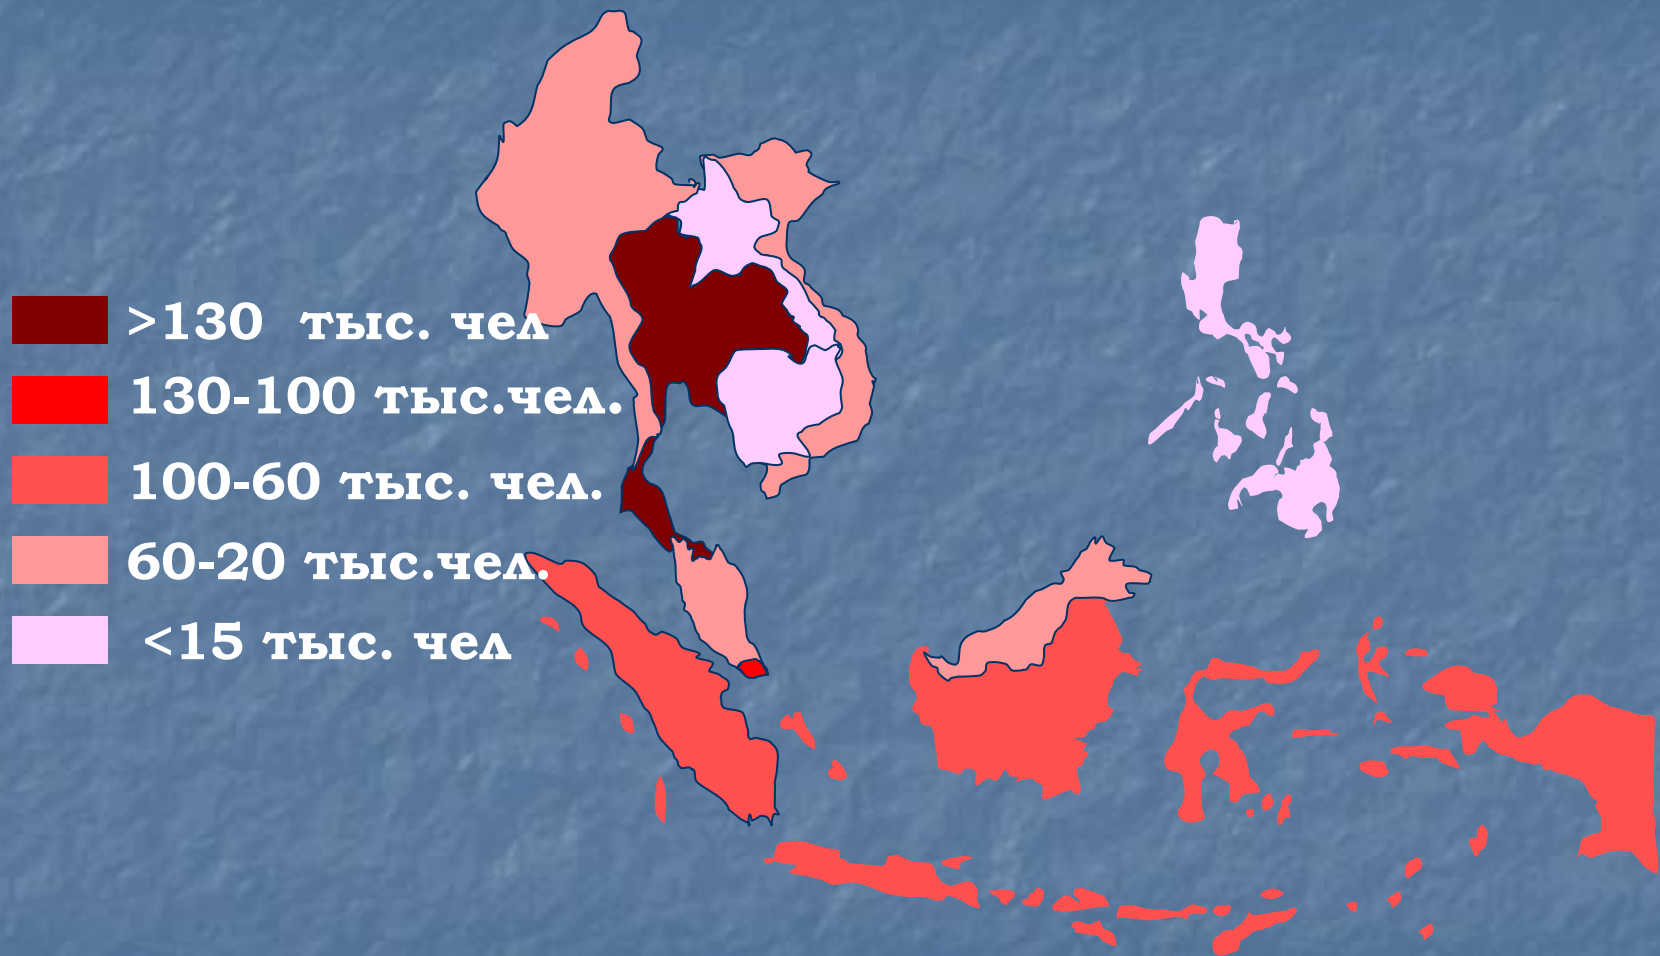 >130 тыс. чел
130-100 тыс.чел.
100-60 тыс. чел.
60-20 тыс.чел.
<15 тыс. чел